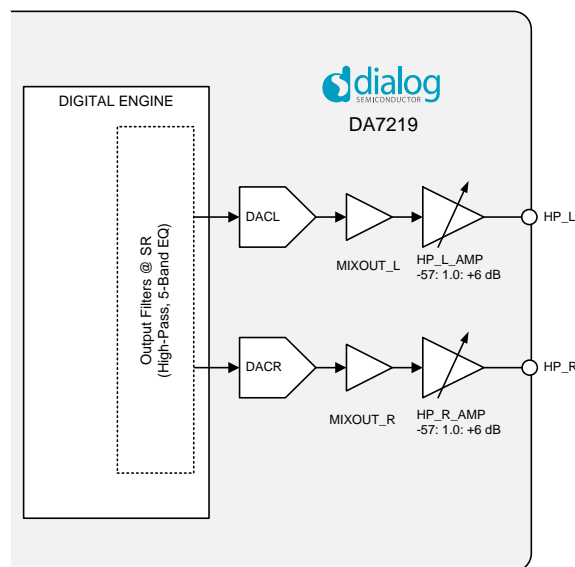 dialog
SEMICONDUCTOR
DA7219
DIGITAL ENGINE
Output Filters @ SR
(High-Pass, 5-Band EQ)
DACL
MIXOUT_L
HP_L_AMP
-57: 1.0: +6 dB
HP_L
DACR
MIXOUT_R
HP_R_AMP
-57: 1.0: +6 dB
HP_R